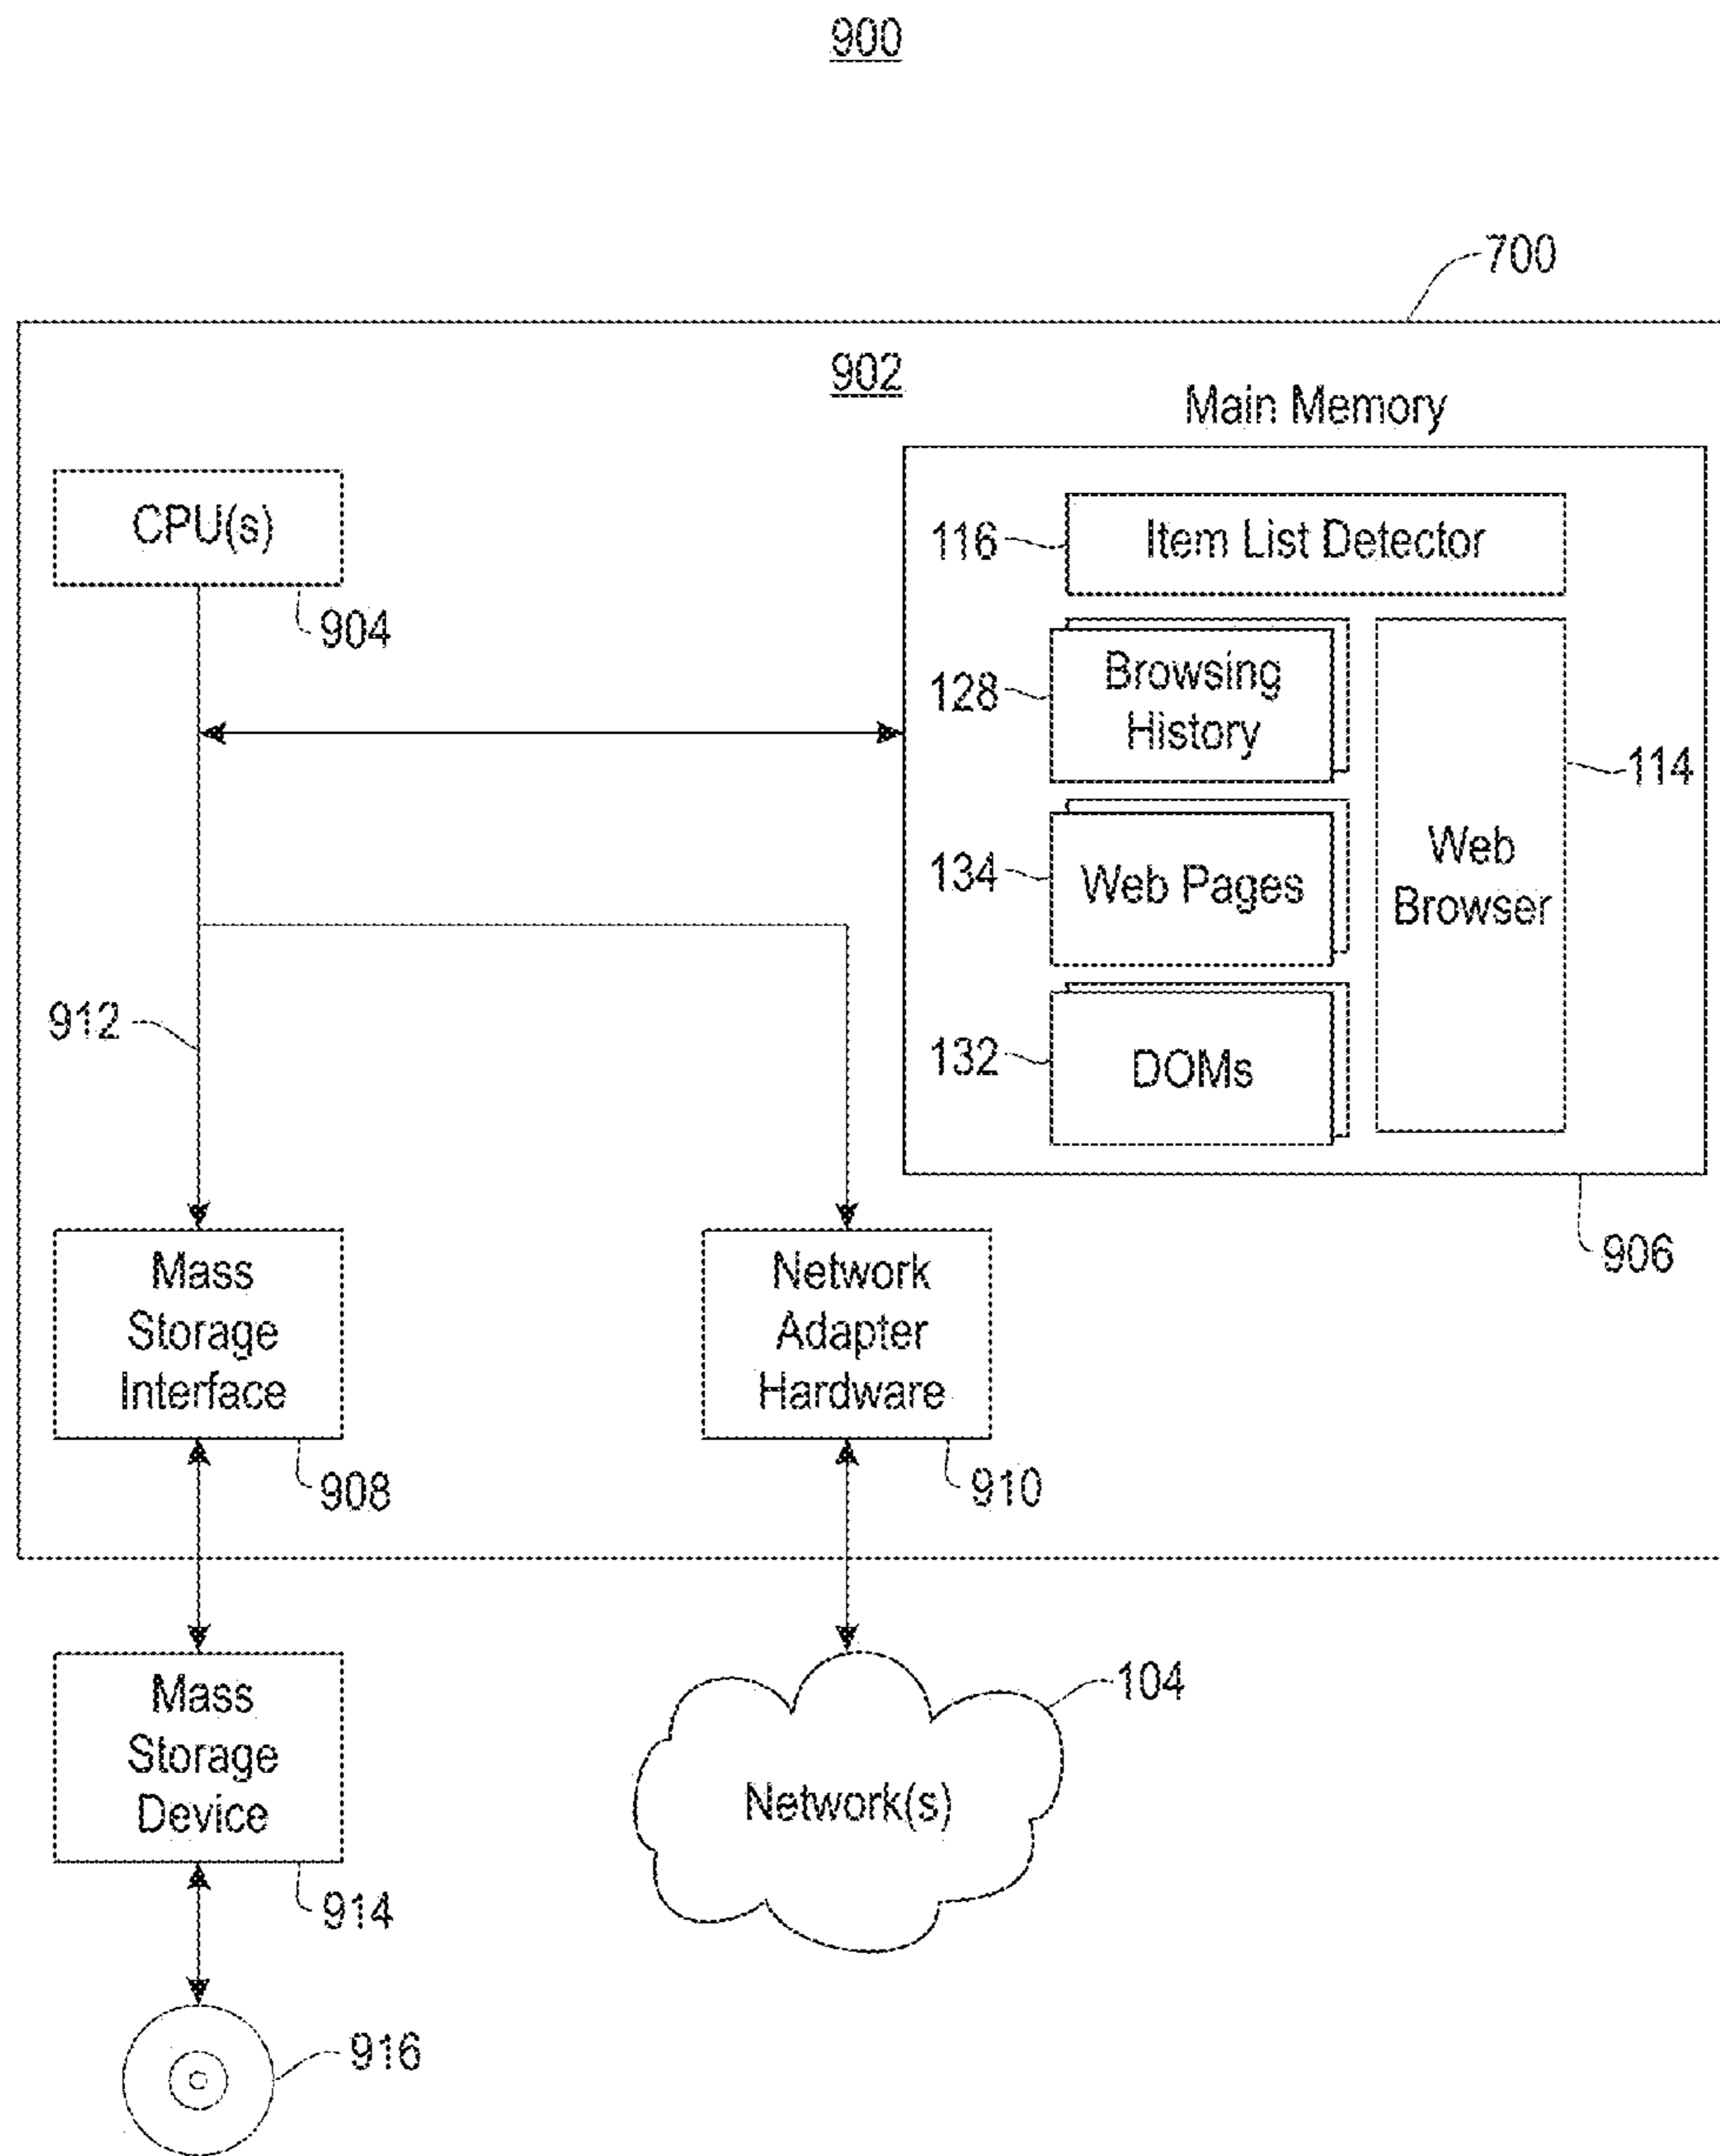 900
700
902
Main Memory
CPU(s)
904
116
Item List Detector
128
Browsing
History
114
134
Web Pages
Web
Browser
912
132
DOMs
906
Mass
Storage
Interface
908
Network
Adapter
Hardware
910
Mass
Storage
Device
914
104
Network(s)
916